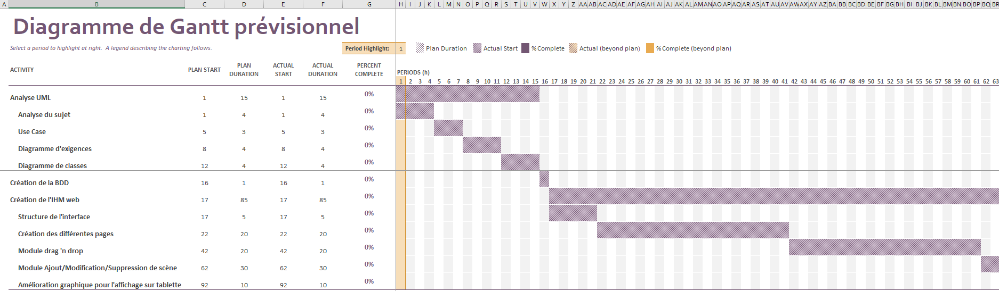 A B C D E F G H I J K L M N O P Q R S T U V W X Y Z AA AB AC AD AE AF AG AH AI AJ AK AL AM AN AO AP AQ AR AS AT AU AV AW AX AY AZ BA BB BC BD BE BF BG BH BI BJ BK BL BM BN BO BP BQ BR
Diagramme de Gantt prévisionnel
Select a period to highlight at right. A legend describing the charting follows. Period Highlight: 1 Plan Duration Actual Start % Complete Actual (beyond plan) % Complete (beyond plan)
ACTIVITY PLAN START PLAN DURATION ACTUAL START ACTUAL DURATION PERCENT COMPLETE PERIODS (h)
1 2 3 4 5 6 7 8 9 10 11 12 13 14 15 16 17 18 19 20 21 22 23 24 25 26 27 28 29 30 31 32 33 34 35 36 37 38 39 40 41 42 43 44 45 46 47 48 49 50 51 52 53 54 55 56 57 58 59 60 61 62 63
Analyse UML 1 15 1 15 0%
Analyse du sujet 1 4 1 4 0%
Use Case 5 3 5 3 0%
Diagramme d'exigences 8 4 8 4 0%
Diagramme de classes 12 4 12 4 0%
Création de la BDD 16 1 16 1 0%
Création de l'IHM web 17 85 17 85 0%
Structure de l'interface 17 5 17 5 0%
Création des différentes pages 22 20 22 20 0%
Module drag 'n drop 42 20 42 20 0%
Module Ajout/Modification/Suppression de scène 62 30 62 30 0%
Amélioration graphique pour l'affichage sur tablette 92 10 92 10 0%